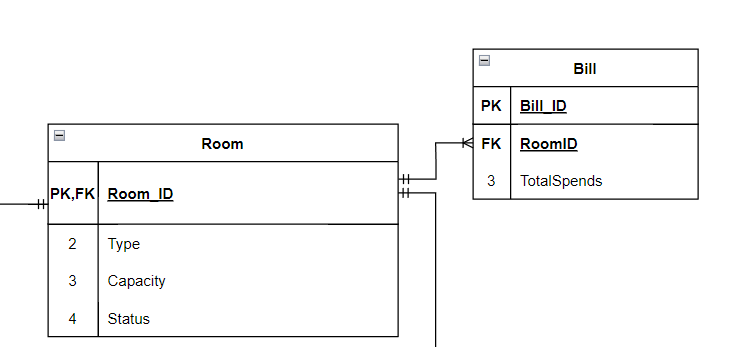 Bill
PK Bill_ID
FK RoomID
3 TotalSpends
Room
PK,FK Room_ID
2 Type
3 Capacity
4 Status